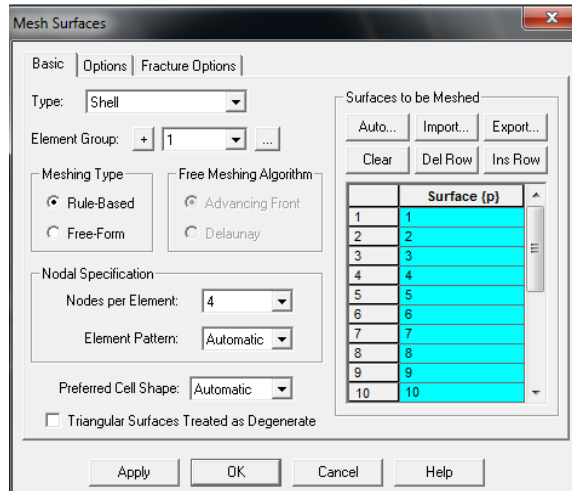 Mesh Surfaces
X
Basic Options Fracture Options
Type: Shell
Element Group: + 1 ...
Meshing Type
Rule-Based
Free-Form
Free Meshing Algorithm
Advancing Front
Delaunay
Nodal Specification
Nodes per Element: 4
Element Pattern: Automatic
Preferred Cell Shape: Automatic
Triangular Surfaces Treated as Degenerate
Surfaces to be Meshed
Auto... Import... Export...
Clear Del Row Ins Row
Surface {p}
1 1
2 2
3 3
4 4
5 5
6 6
7 7
8 8
9 9
10 10
Apply OK Cancel Help